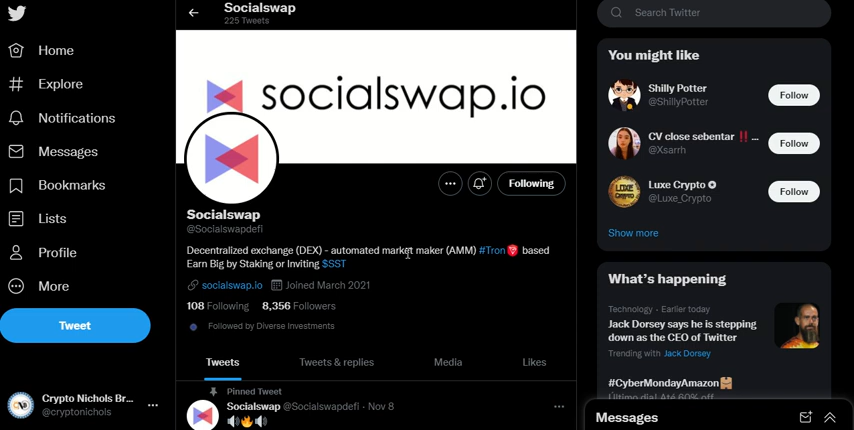 Home
Explore
Notifications
Messages
Bookmarks
Lists
Profile
More
Tweet
Crypto Nichols Br...
@cryptonichols
Socialswap
225 Tweets
socialswap.io
Following
Socialswap
@Socialswapdefi
Decentralized exchange (DEX) - automated market maker (AMM) #Tron based
Earn Big by Staking or Inviting $SST
socialswap.io Joined March 2021
108 Following 8,356 Followers
Followed by Diverse Investments
Tweets Tweets & replies Media Likes
Pinned Tweet
Socialswap @Socialswapdefi · Nov 8
🔊🔥🔊
Search Twitter
You might like
Shilly Potter
@ShillyPotter
Follow
CV close sebentar ‼️ ...
@Xsarrh
Follow
Luxe Crypto
@Luxe_Crypto
Follow
Show more
What's happening
Technology · Earlier today
Jack Dorsey says he is stepping
down as the CEO of Twitter
Trending with Jack Dorsey
#CyberMondayAmazon
Último dia! Até 60% off
Messages